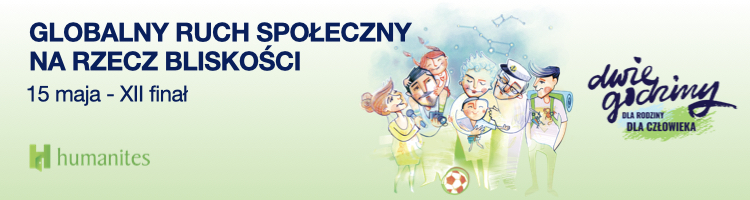 GLOBALNY RUCH SPOŁECZNY
NA RZECZ BLISKOŚCI
15 maja - XII finał
humanites
dwie
godziny
DLA RODZINY
DLA CZŁOWIEKA